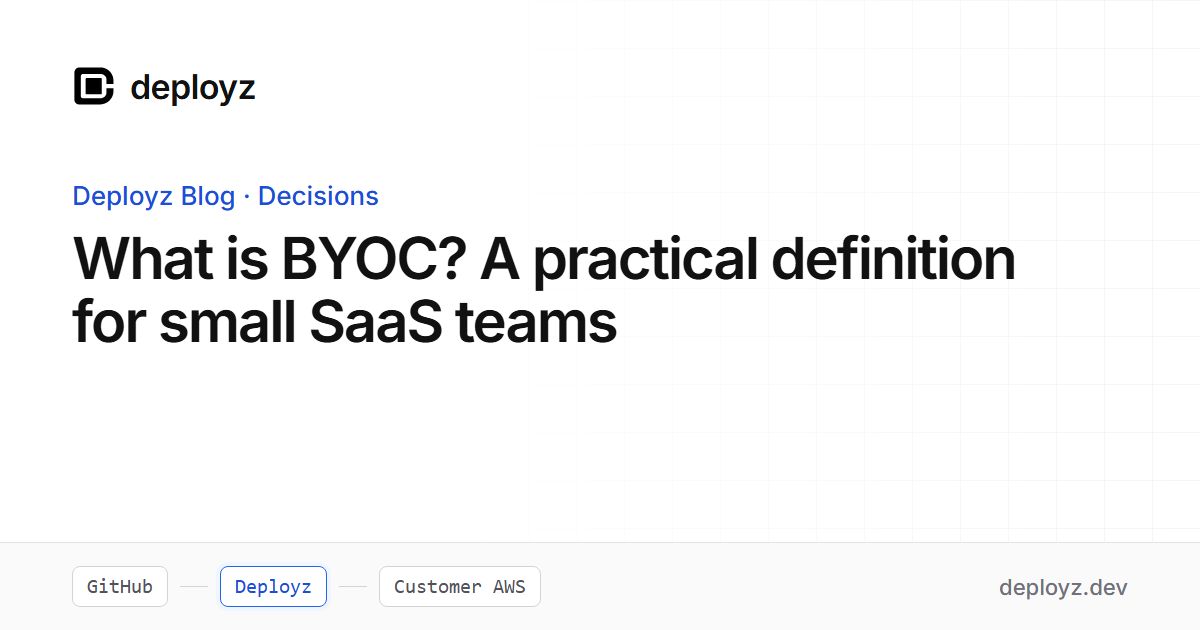 deployz
Deployz Blog · Decisions
What is BYOC? A practical definition
for small SaaS teams
GitHub
Deployz
Customer AWS
deployz.dev